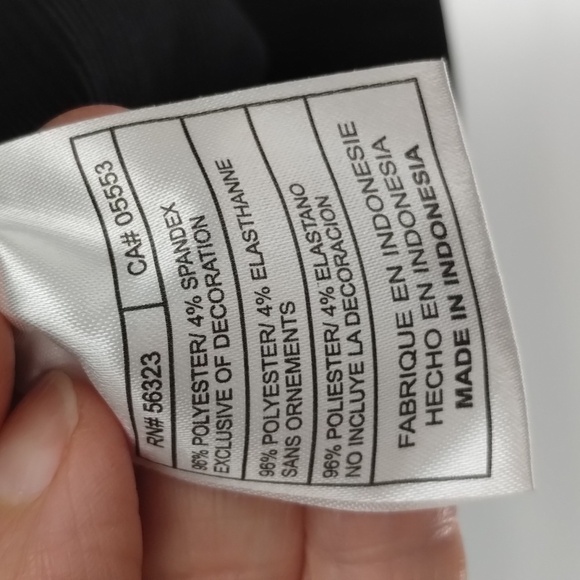 RN# 56323 CA# 05553
96% POLYESTER/ 4% SPANDEX
EXCLUSIVE OF DECORATION
96% POLYESTER/ 4% ELASTHANNE
SANS ORNEMENTS
96% POLIESTER/ 4% ELASTANO
NO INCLUYE LA DECORACION
FABRIQUE EN INDONESIE
HECHO EN INDONESIA
MADE IN INDONESIA